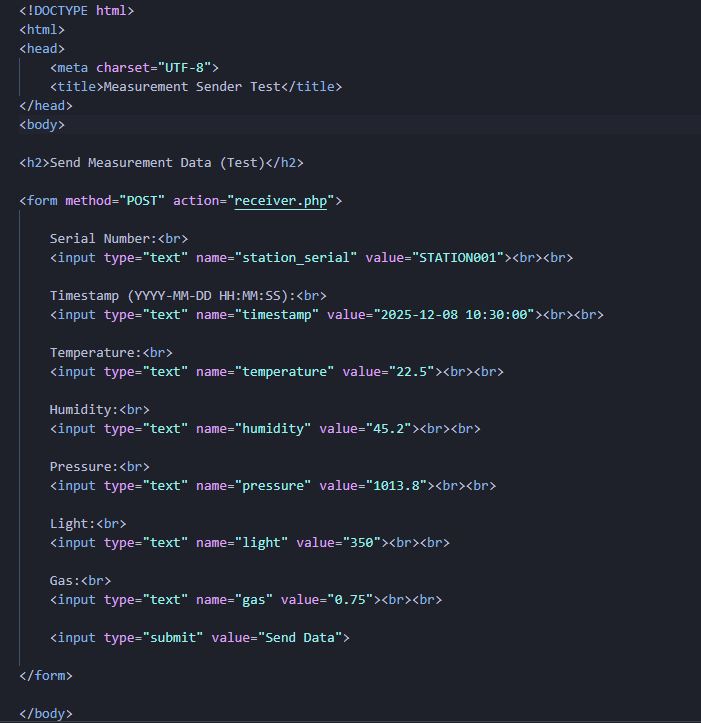 <!DOCTYPE html>
<html>
<head>
<meta charset="UTF-8">
<title>Measurement Sender Test</title>
</head>
<body>
<h2>Send Measurement Data (Test)</h2>
<form method="POST" action="receiver.php">
Serial Number:<br>
<input type="text" name="station_serial" value="STATION001"><br><br>
Timestamp (YYYY-MM-DD HH:MM:SS):<br>
<input type="text" name="timestamp" value="2025-12-08 10:30:00"><br><br>
Temperature:<br>
<input type="text" name="temperature" value="22.5"><br><br>
Humidity:<br>
<input type="text" name="humidity" value="45.2"><br><br>
Pressure:<br>
<input type="text" name="pressure" value="1013.8"><br><br>
Light:<br>
<input type="text" name="light" value="350"><br><br>
Gas:<br>
<input type="text" name="gas" value="0.75"><br><br>
<input type="submit" value="Send Data">
</form>
</body>